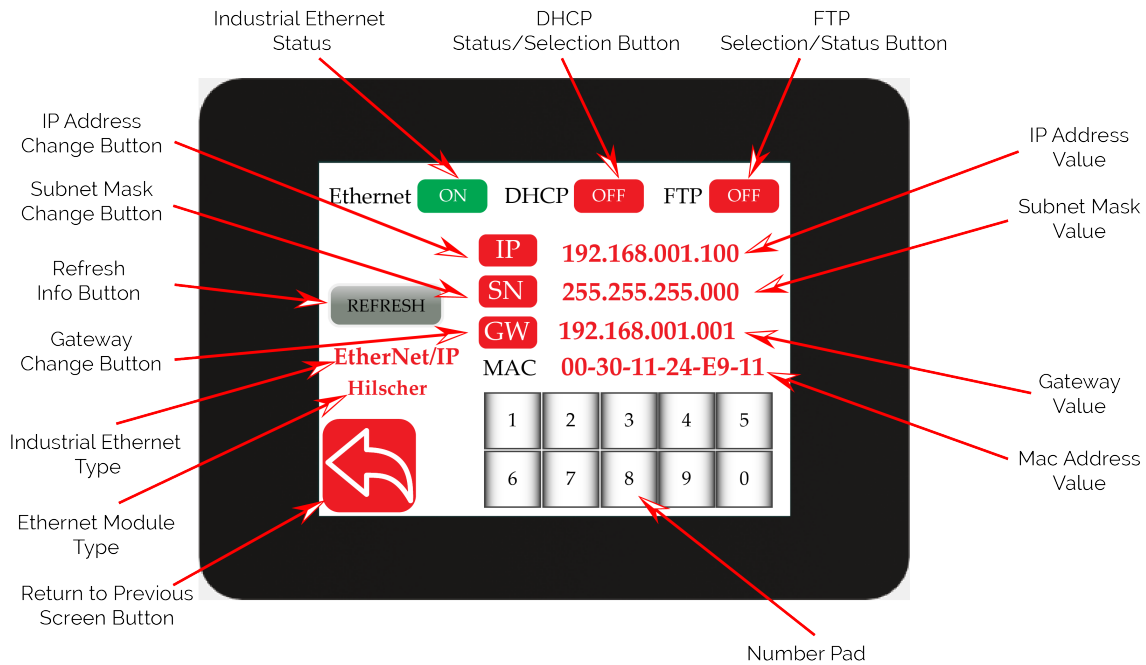 Industrial Ethernet
Status
DHCP
Status/Selection Button
FTP
Selection/Status Button
IP Address
Change Button
Subnet Mask
Change Button
Refresh
Info Button
Gateway
Change Button
Industrial Ethernet
Type
Ethernet Module
Type
Return to Previous
Screen Button
Ethernet ON DHCP OFF FTP OFF
IP 192.168.001.100
SN 255.255.255.000
REFRESH
GW 192.168.001.001
EtherNet/IP
MAC 00-30-11-24-E9-11
Hilscher
1 2 3 4 5
6 7 8 9 0
IP Address
Value
Subnet Mask
Value
Gateway
Value
Mac Address
Value
Number Pad